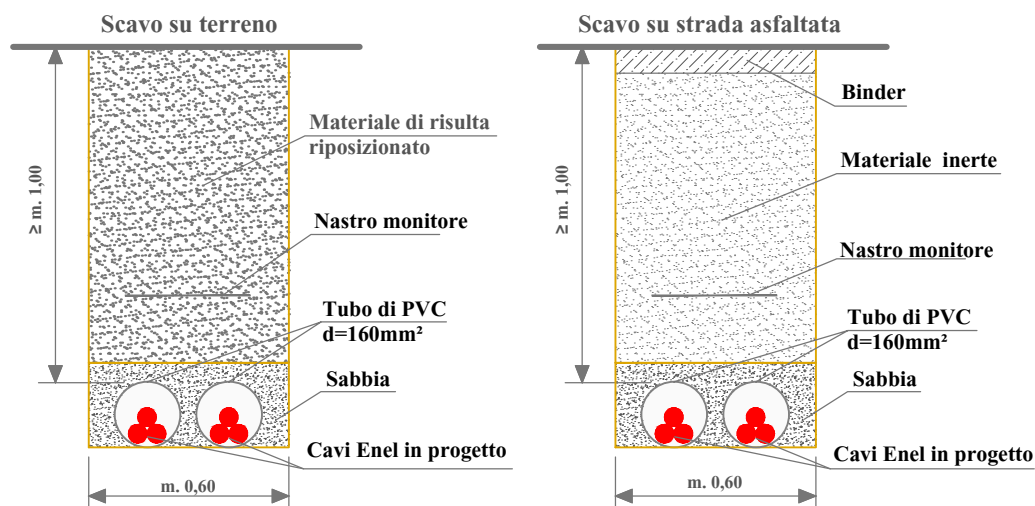 Scavo su terreno
≥ m. 1,00
Materiale di risulta
riposizionato
Nastro monitore
Tubo di PVC
d=160mm²
Sabbia
Cavi Enel in progetto
m. 0,60
Scavo su strada asfaltata
≥ m. 1,00
Binder
Materiale inerte
Nastro monitore
Tubo di PVC
d=160mm²
Sabbia
Cavi Enel in progetto
m. 0,60